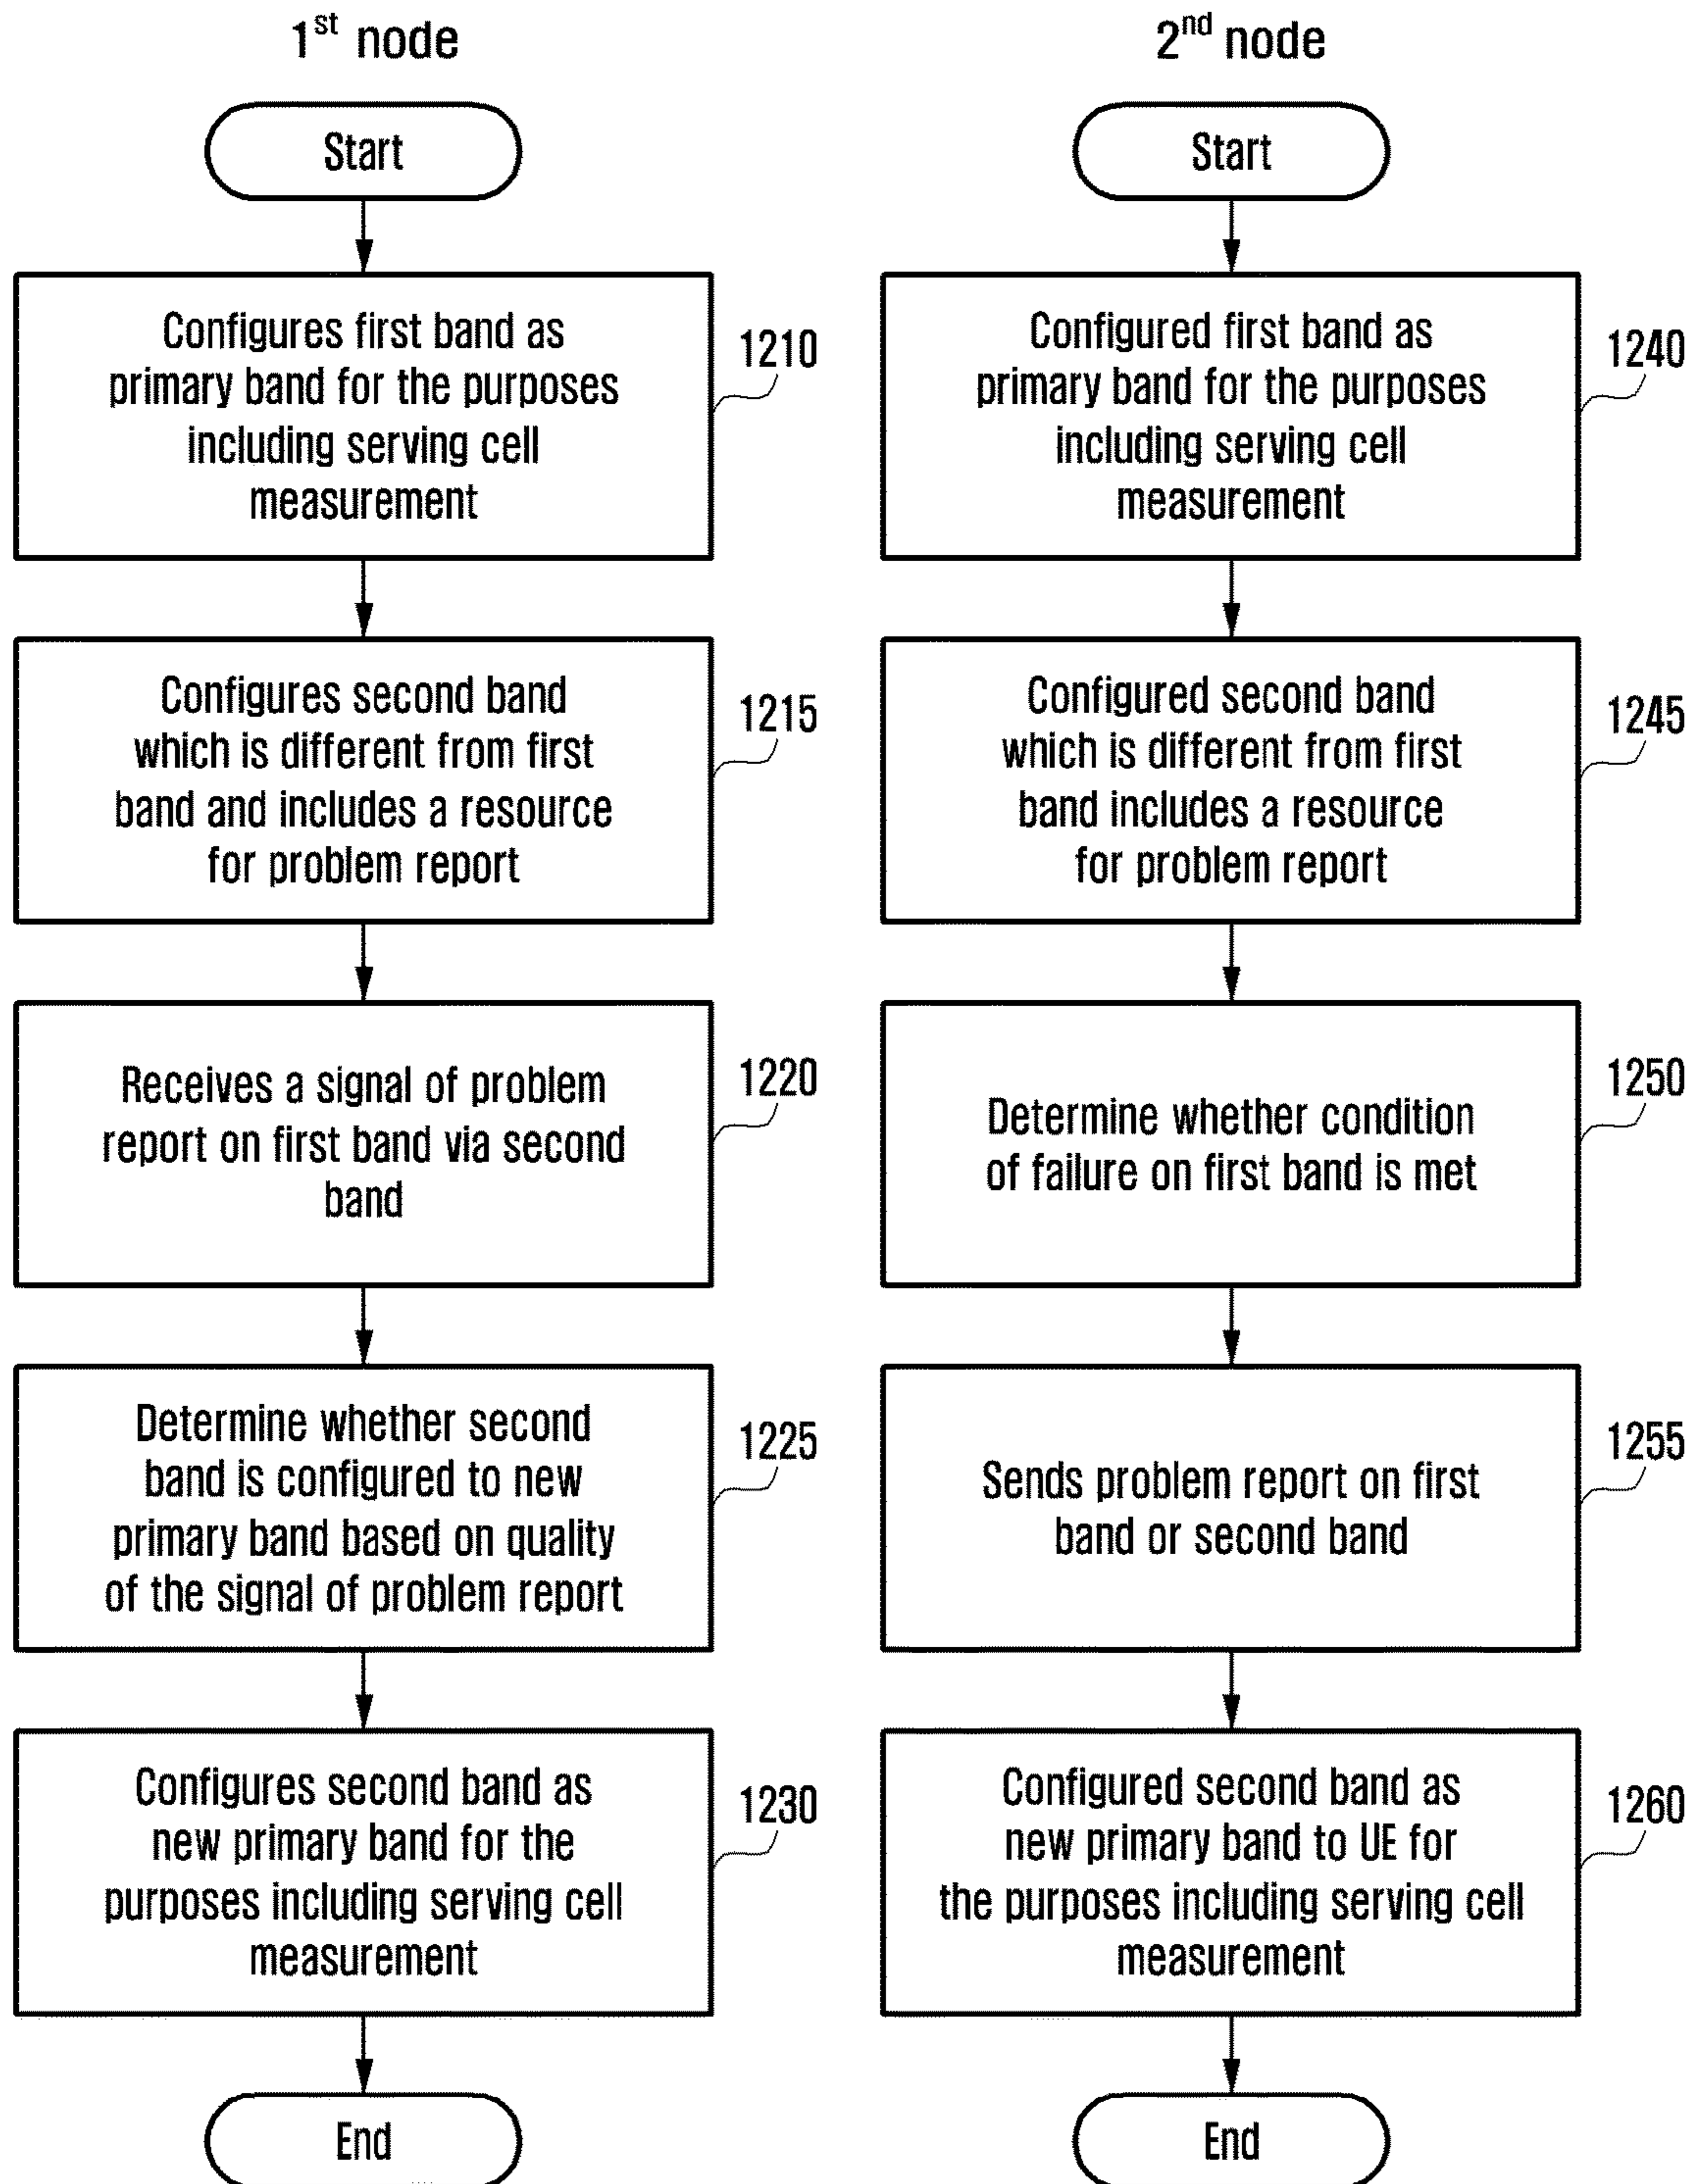 1st node
Start
Configures first band as
primary band for the purposes
including serving cell
measurement
1210
Configures second band
which is different from first
band and includes a resource
for problem report
1215
Receives a signal of problem
report on first band via second
band
1220
Determine whether second
band is configured to new
primary band based on quality
of the signal of problem report
1225
Configures second band as
new primary band for the
purposes including serving cell
measurement
1230
End
2nd node
Start
Configured first band as
primary band for the purposes
including serving cell
measurement
1240
Configured second band
which is different from first
band includes a resource
for problem report
1245
Determine whether condition
of failure on first band is met
1250
Sends problem report on first
band or second band
1255
Configured second band as
new primary band to UE for
the purposes including serving cell
measurement
1260
End